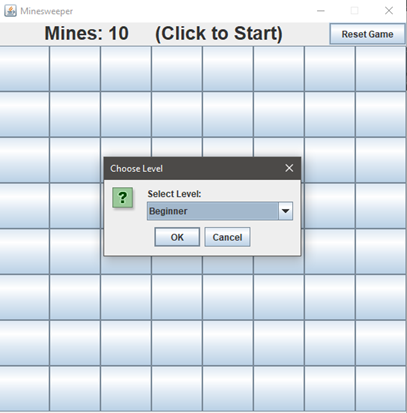 Minesweeper
Mines: 10 (Click to Start) Reset Game
Choose Level
?
Select Level:
Beginner
OK Cancel